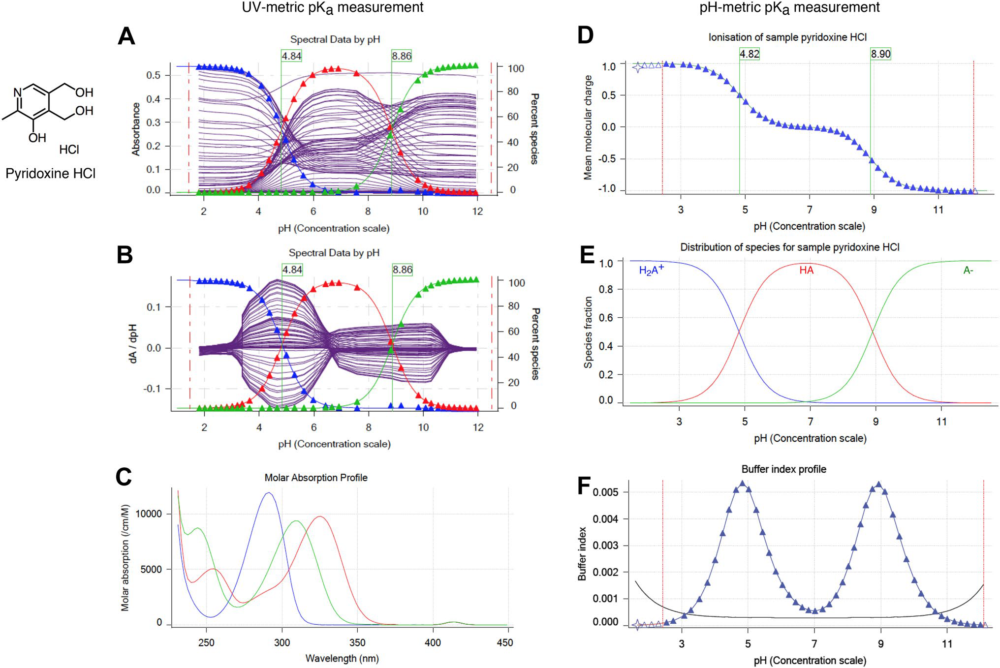 UV-metric pKa measurement
pH-metric pKa measurement
N
OH
OH
OH
HCl
Pyridoxine HCl
A
Spectral Data by pH
4.84
8.86
Absorbance
0.5
0.4
0.3
0.2
0.1
0.0
100
80
60
40
20
0
Percent species
2 4 6 8 10 12
pH (Concentration scale)
B
Spectral Data by pH
4.84
8.86
dA / dpH
0.1
0.0
-0.1
100
80
60
40
20
0
Percent species
2 4 6 8 10 12
pH (Concentration scale)
C
Molar Absorption Profile
Molar absorption (/cm/M)
10000
5000
0
250 300 350 400 450
Wavelength (nm)
D
Ionisation of sample pyridoxine HCl
4.82
8.90
Mean molecular charge
1.0
0.5
0.0
-0.5
-1.0
3 5 7 9 11
pH (Concentration scale)
E
Distribution of species for sample pyridoxine HCl
H₂A⁺
HA
A-
Species fraction
1.0
0.8
0.6
0.4
0.2
0.0
3 5 7 9 11
pH (Concentration scale)
F
Buffer index profile
Buffer index
0.005
0.004
0.003
0.002
0.001
0.000
3 5 7 9 11
pH (Concentration scale)